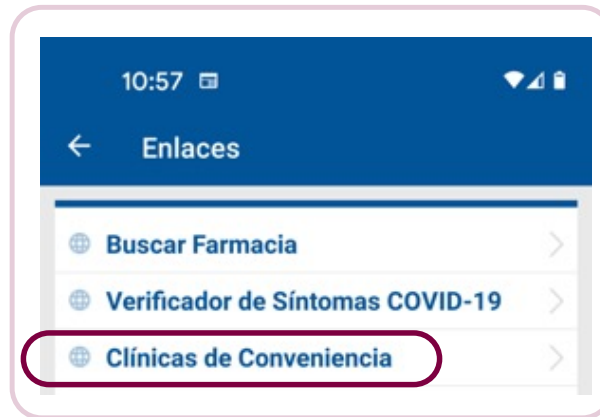 10:57
Enlaces
Buscar Farmacia
Verificador de Síntomas COVID-19
Clínicas de Conveniencia